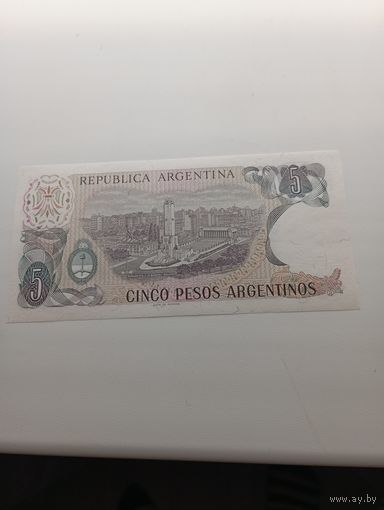 REPUBLICA ARGENTINA
5
5
CINCO PESOS ARGENTINOS
www.ay.by